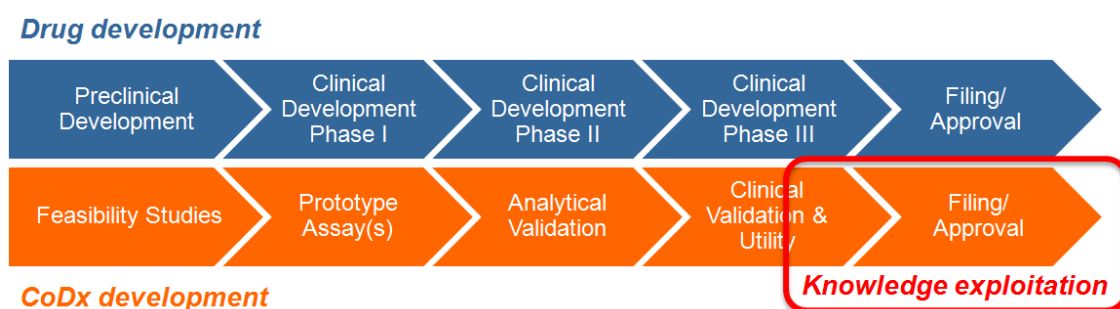 Drug development
Preclinical
Development
Clinical
Development
Phase I
Clinical
Development
Phase II
Clinical
Development
Phase III
Filing/
Approval
Feasibility Studies
Prototype
Assay(s)
Analytical
Validation
Clinical
Validation &
Utility
Filing/
Approval
Knowledge exploitation
CoDx development